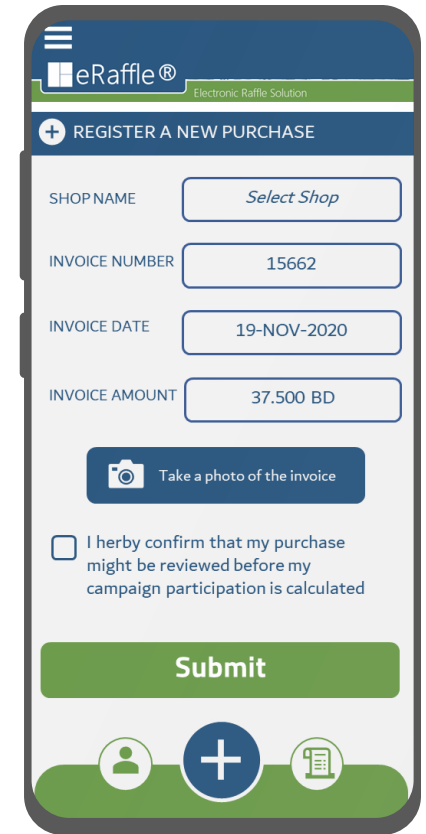 eRaffle®
Electronic Raffle Solution
REGISTER A NEW PURCHASE
SHOP NAME
Select Shop
INVOICE NUMBER
15662
INVOICE DATE
19-NOV-2020
INVOICE AMOUNT
37.500 BD
Take a photo of the invoice
I herby confirm that my purchase
might be reviewed before my
campaign participation is calculated
Submit